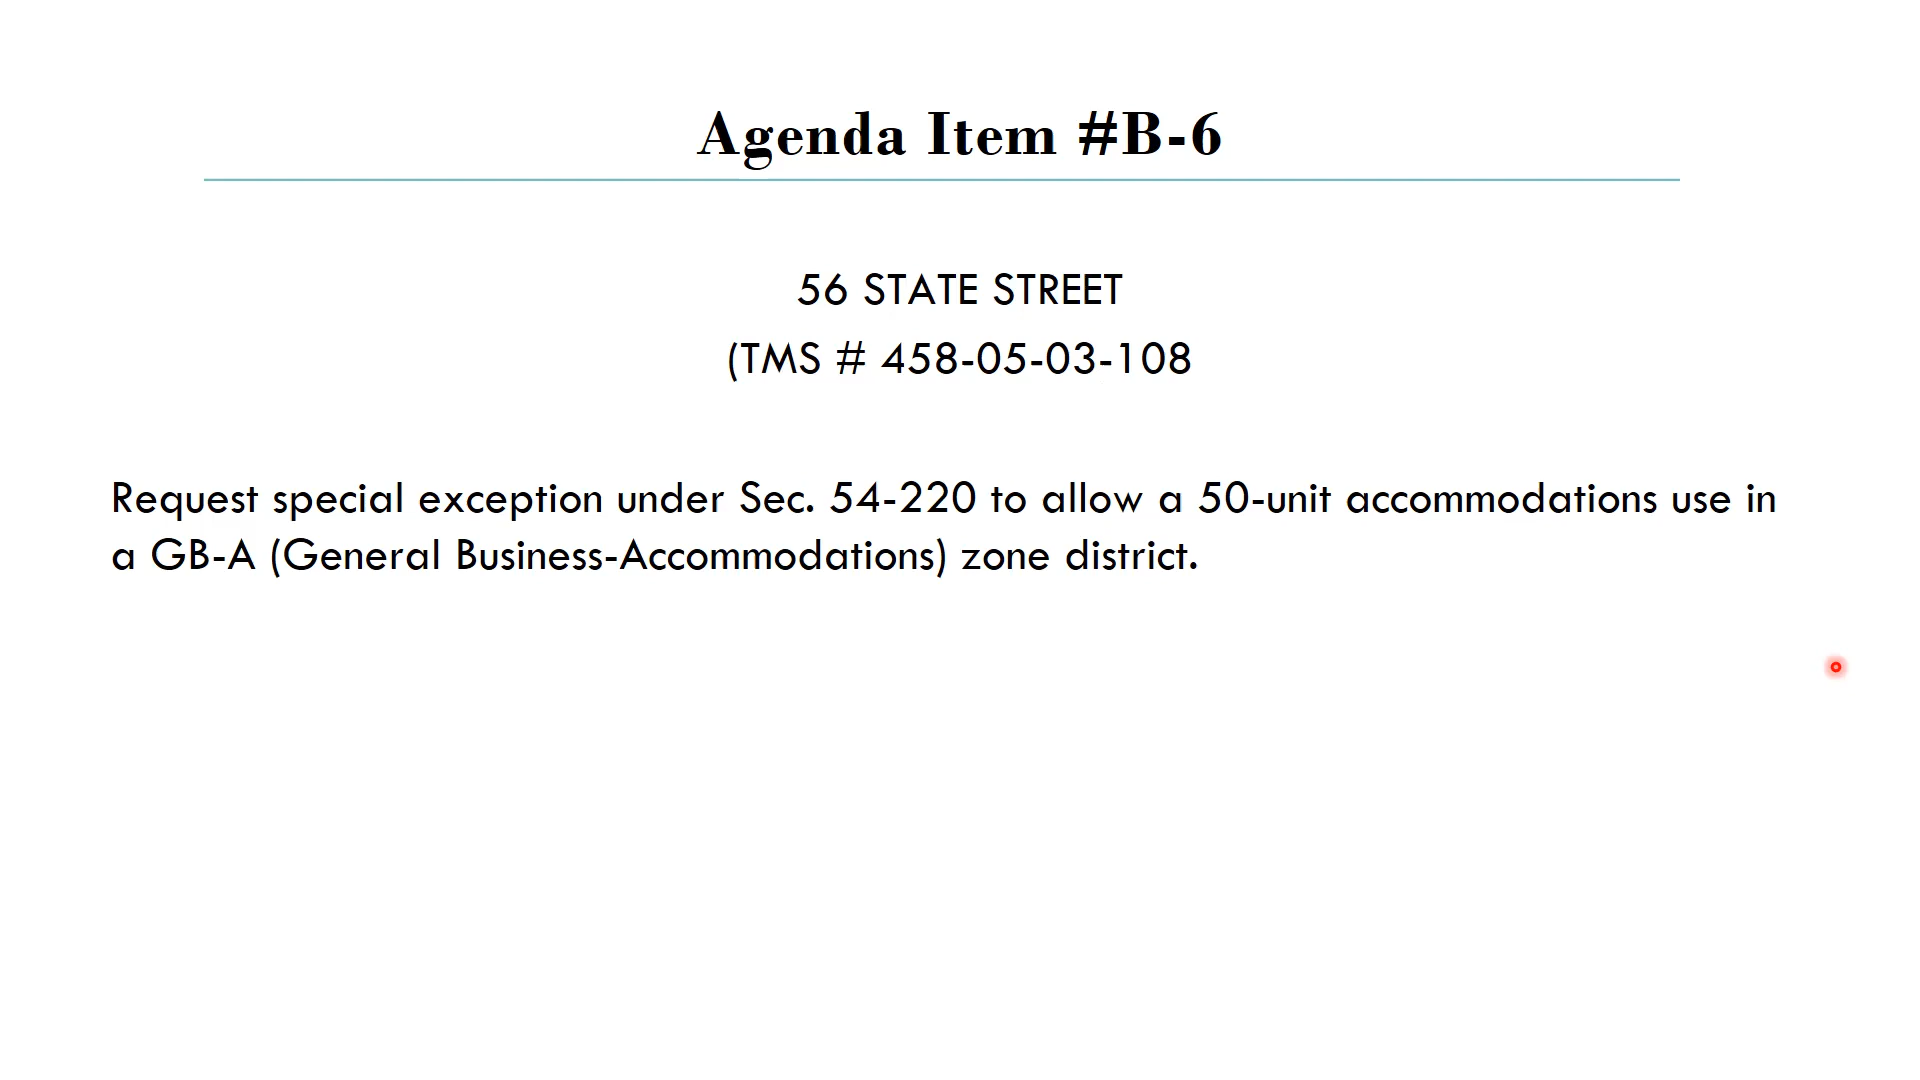 Agenda Item #B-6
56 STATE STREET
(TMS # 458-05-03-108
Request special exception under Sec. 54-220 to allow a 50-unit accommodations use in
a GB-A (General Business-Accommodations) zone district.